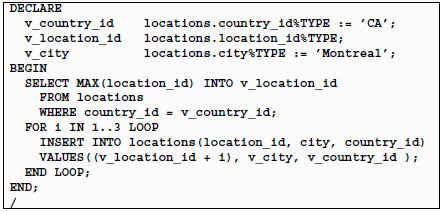 DECLARE
  v_country_id    locations.country_id%TYPE := 'CA';
  v_location_id   locations.location_id%TYPE;
  v_city          locations.city%TYPE := 'Montreal';
BEGIN
  SELECT MAX(location_id) INTO v_location_id
    FROM locations
    WHERE country_id = v_country_id;
  FOR i IN 1..3 LOOP
    INSERT INTO locations(location_id, city, country_id)
    VALUES((v_location_id + i), v_city, v_country_id );
  END LOOP;
END;
/